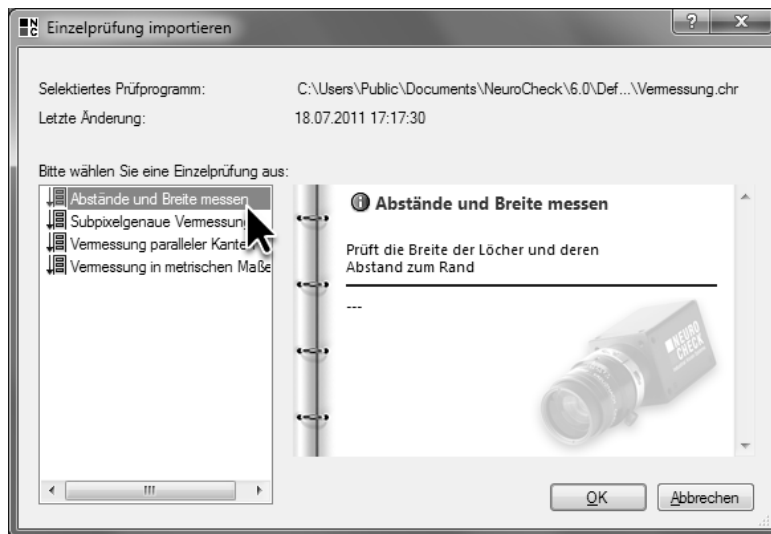 Einzelprüfung importieren
Selektiertes Prüfprogramm: C:\Users\Public\Documents\NeuroCheck\6.0\Def...\Vermessung.chr
Letzte Änderung: 18.07.2011 17:17:30
Bitte wählen Sie eine Einzelprüfung aus:
Abstände und Breite messen
Subpixelgenaue Vermessung
Vermessung paralleler Kante
Vermessung in metrischen Maße
Abstände und Breite messen
Prüft die Breite der Löcher und deren
Abstand zum Rand
---
NEURO
CHECK
OK
Abbrechen